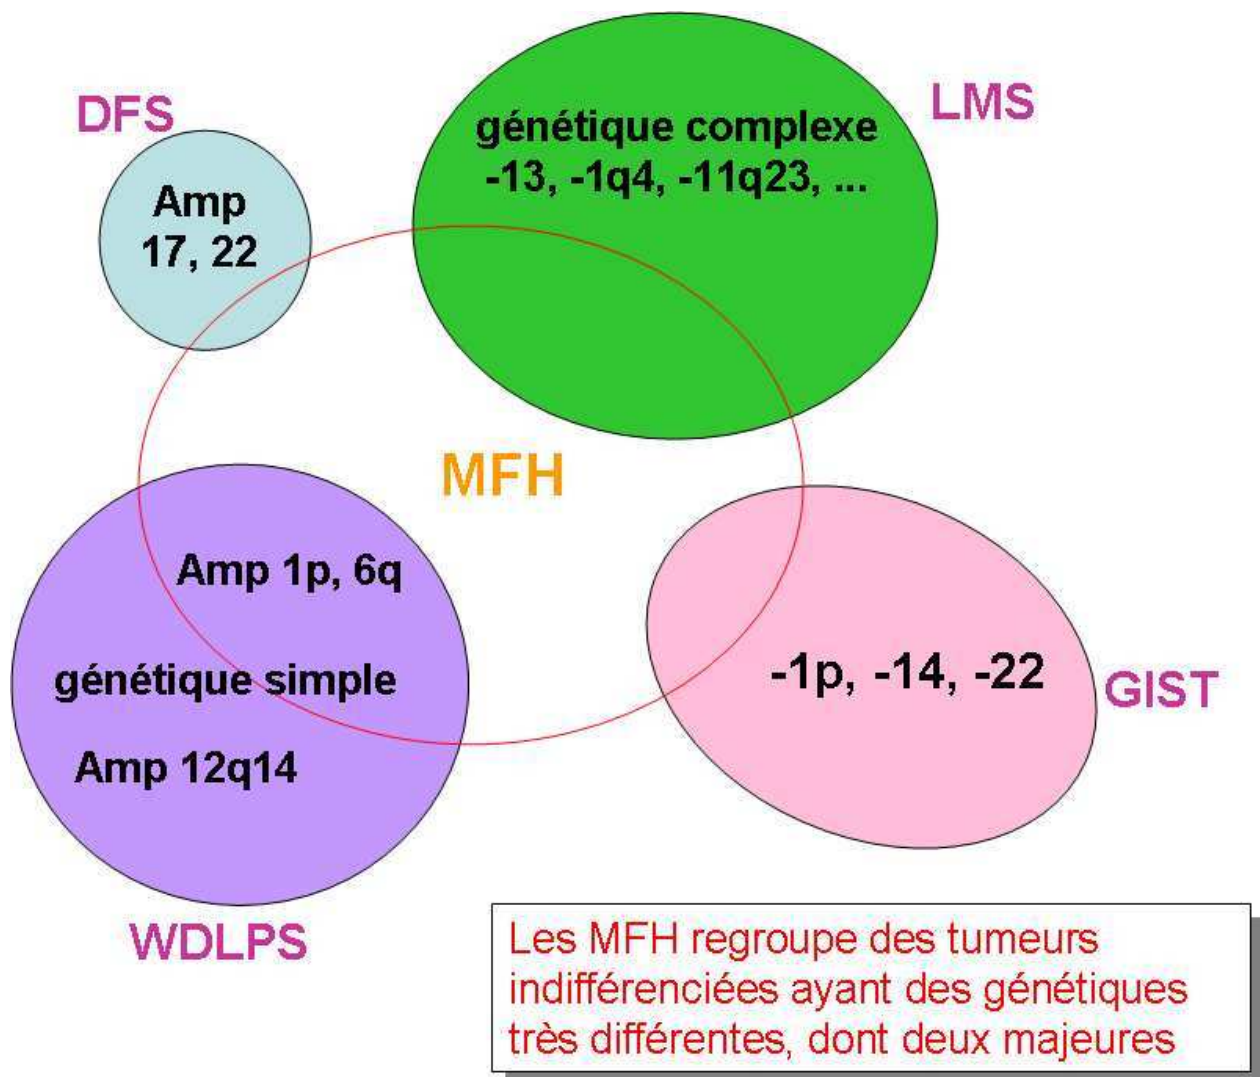 DFS
Amp
17, 22
LMS
génétique complexe
-13, -1q4, -11q23, ...
MFH
Amp 1p, 6q
génétique simple
Amp 12q14
WDLPS
-1p, -14, -22
GIST
Les MFH regroupe des tumeurs
indifférenciées ayant des génétiques
très différentes, dont deux majeures